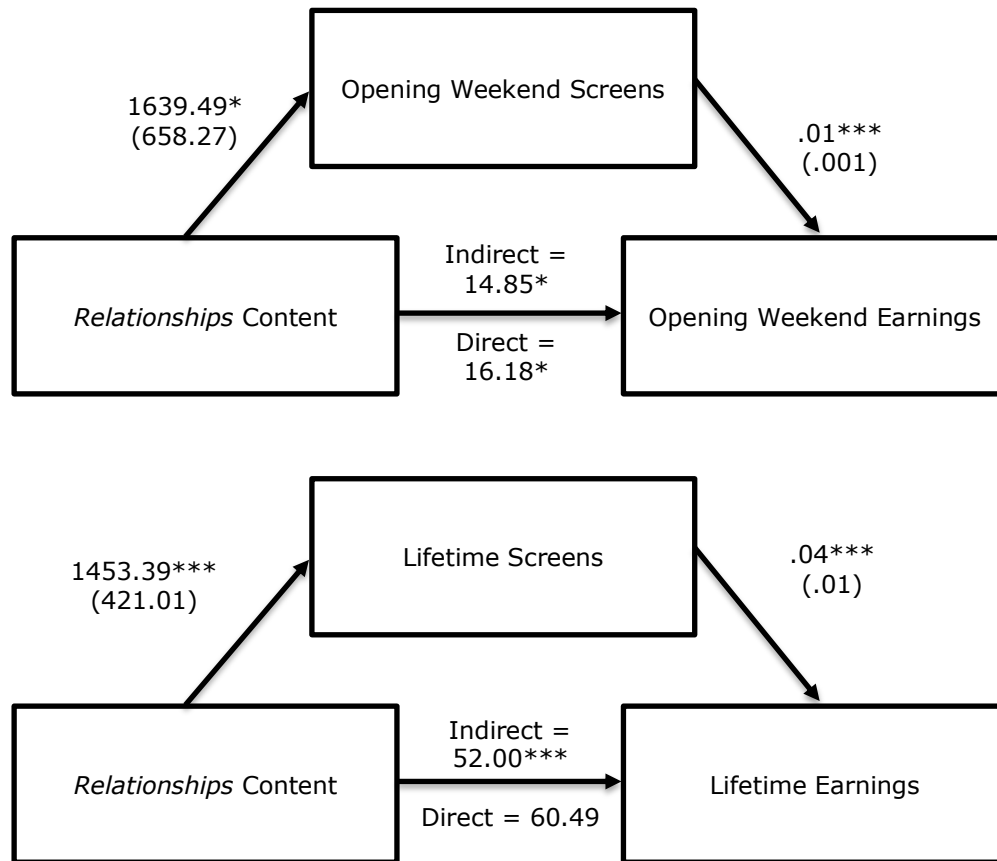 Opening Weekend Screens
1639.49*
(658.27)
.01***
(.001)
Relationships Content
Indirect =
14.85*
Direct =
16.18*
Opening Weekend Earnings
Lifetime Screens
1453.39***
(421.01)
.04***
(.01)
Relationships Content
Indirect =
52.00***
Direct = 60.49
Lifetime Earnings